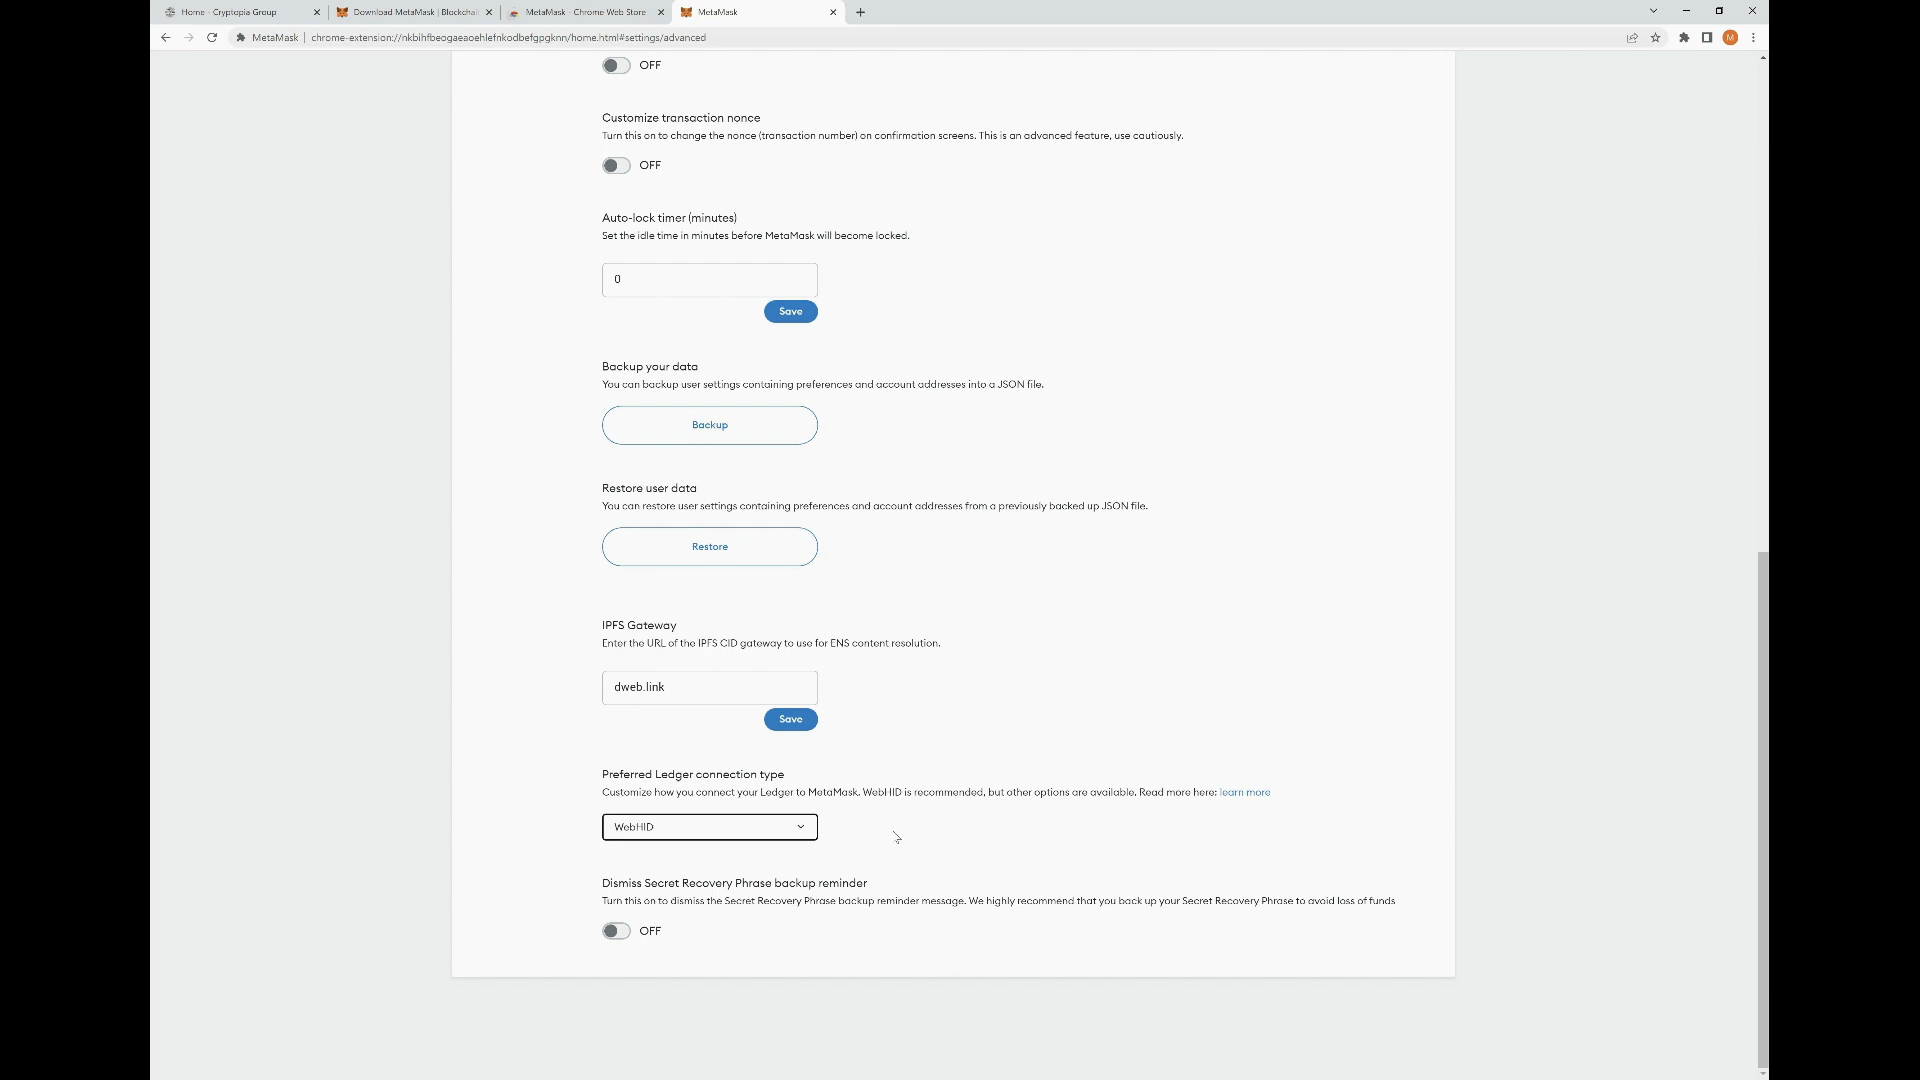 Home - Cryptopia Group
Download MetaMask | Blockchai
MetaMask - Chrome Web Store
MetaMask
MetaMask
chrome-extension://nkbihfbeogaeaoehlefnkodbefgpgknn/home.html#settings/advanced
M
OFF
Customize transaction nonce
Turn this on to change the nonce (transaction number) on confirmation screens. This is an advanced feature, use cautiously.
OFF
Auto-lock timer (minutes)
Set the idle time in minutes before MetaMask will become locked.
0
Save
Backup your data
You can backup user settings containing preferences and account addresses into a JSON file.
Backup
Restore user data
You can restore user settings containing preferences and account addresses from a previously backed up JSON file.
Restore
IPFS Gateway
Enter the URL of the IPFS CID gateway to use for ENS content resolution.
dweb.link
Save
Preferred Ledger connection type
Customize how you connect your Ledger to MetaMask. WebHID is recommended, but other options are available. Read more here: learn more
WebHID
Dismiss Secret Recovery Phrase backup reminder
Turn this on to dismiss the Secret Recovery Phrase backup reminder message. We highly recommend that you back up your Secret Recovery Phrase to avoid loss of funds
OFF